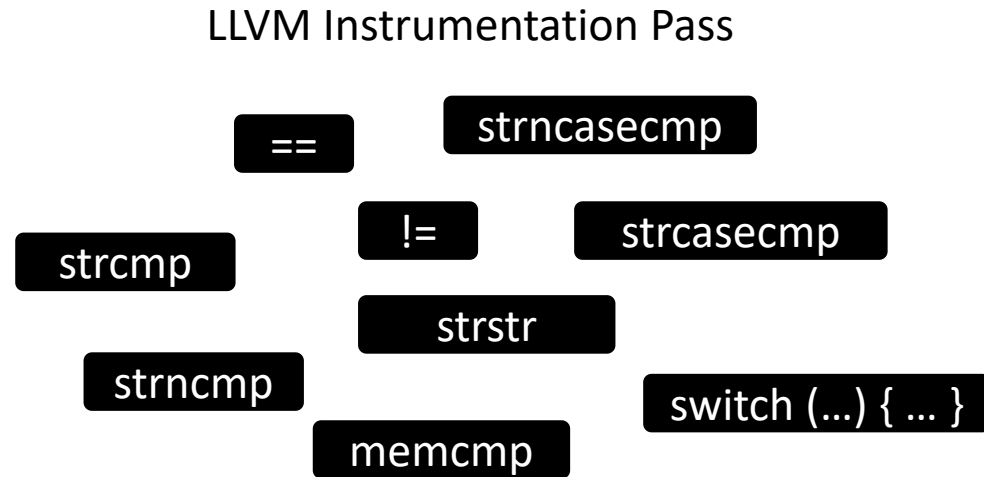 LLVM Instrumentation Pass
strncasecmp
==
!=
strcasecmp
strcmp
strstr
strncmp
switch (…) { … }
memcmp